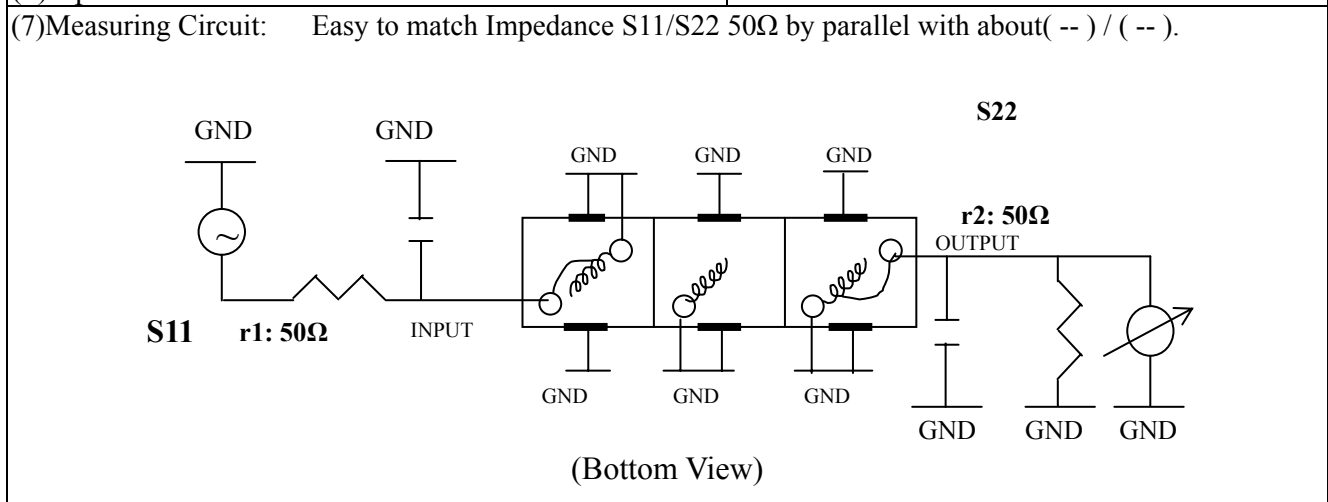 (7)Measuring Circuit: Easy to match Impedance S11/S22 50Ω by parallel with about( -- ) / ( -- ).
S22
GND GND
GND GND GND
r2: 50Ω
OUTPUT
S11 r1: 50Ω INPUT
GND GND GND
GND GND GND
(Bottom View)